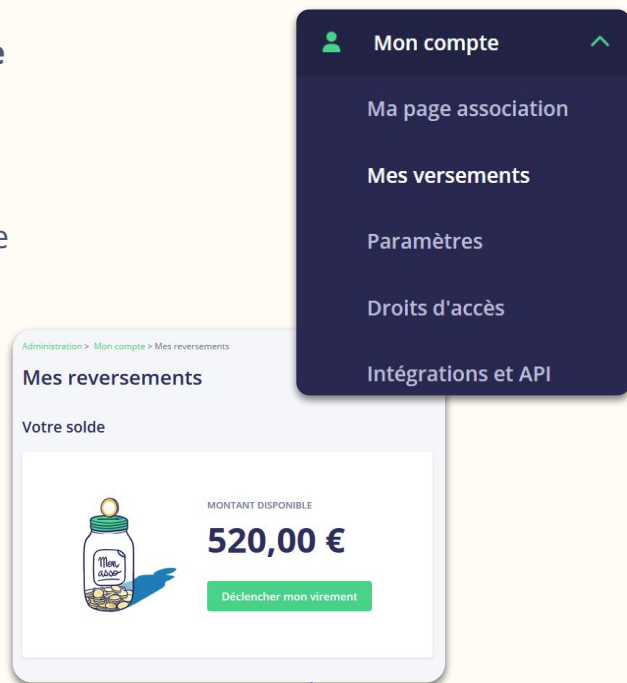 e
e
Mon compte
Ma page association
Mes versements
Paramètres
Droits d'accès
Intégrations et API
Administration > Mon compte > Mes reversements
Mes reversements
Votre solde
MONTANT DISPONIBLE
520,00 €
Déclencher mon virement
Mon
asso